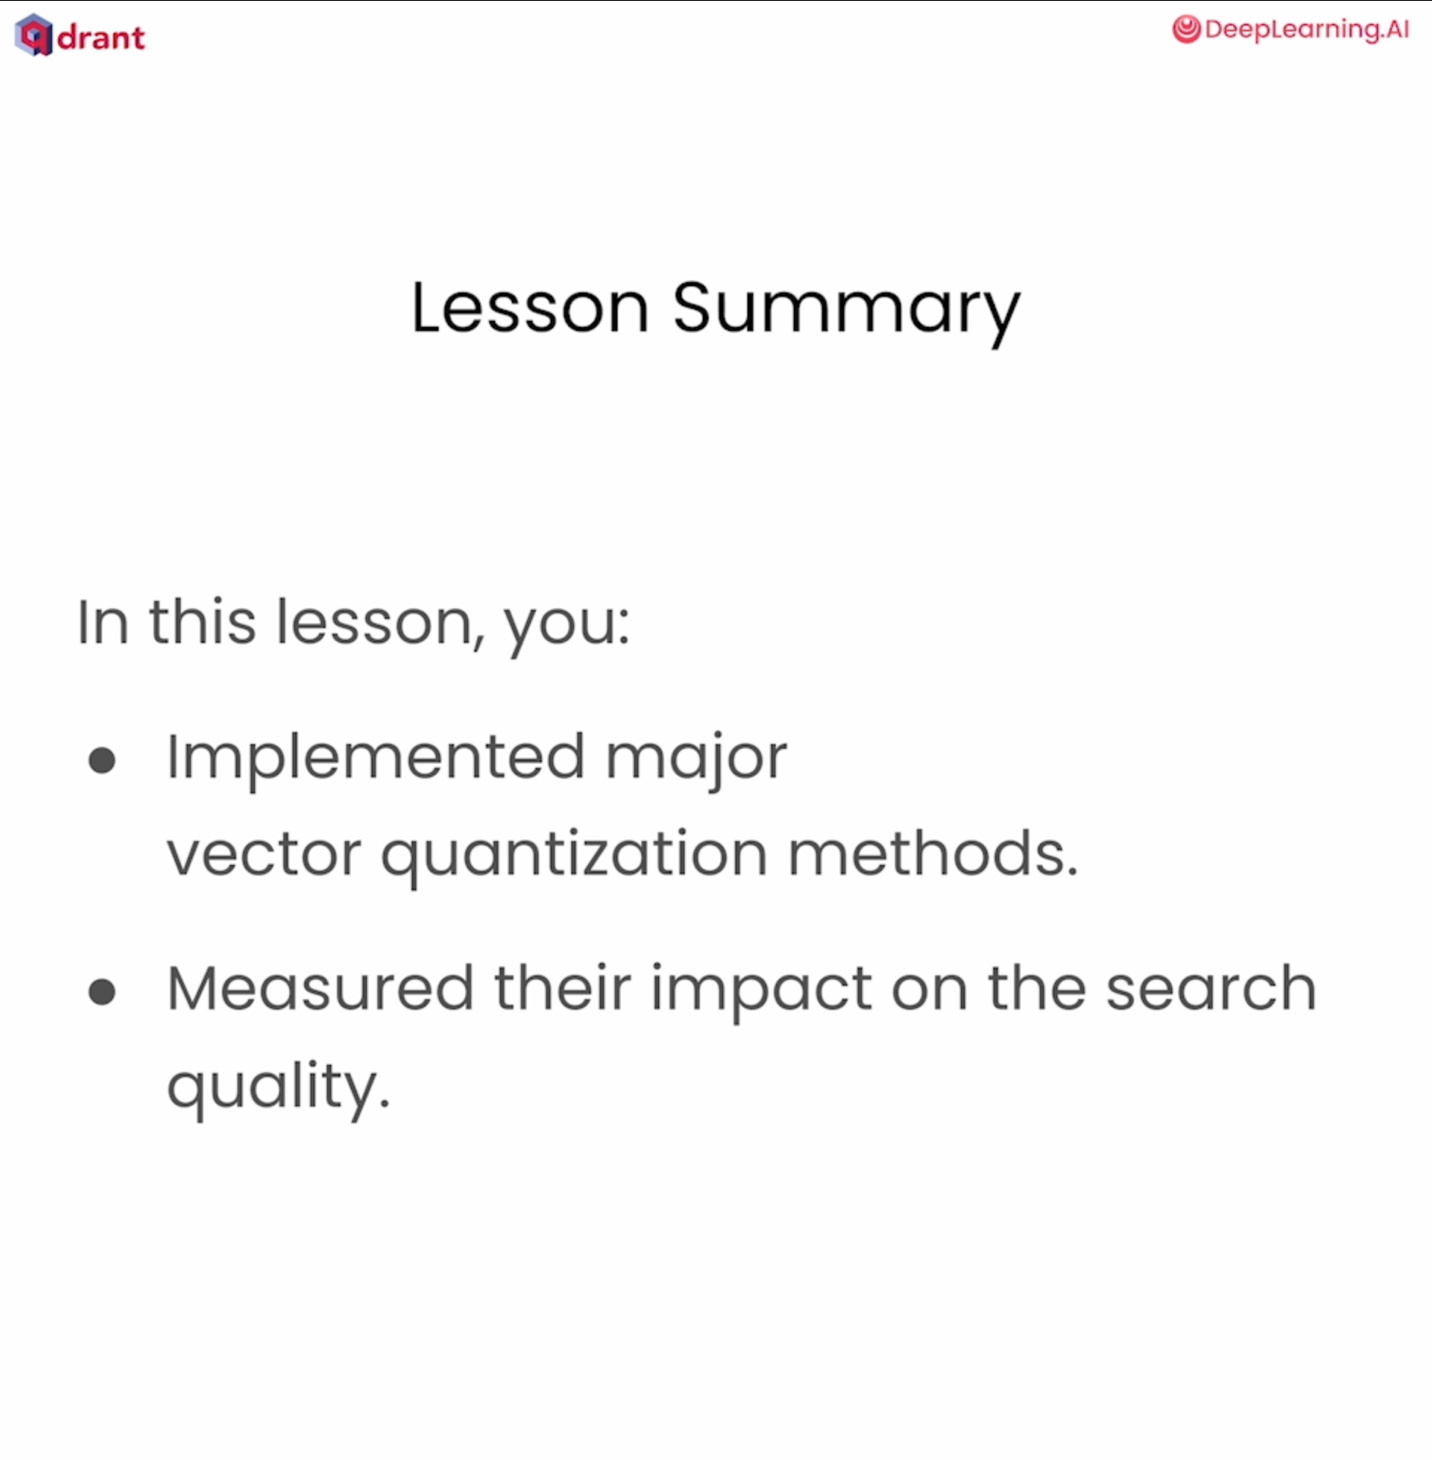 qdrant
DeepLearning.AI
Lesson Summary
In this lesson, you:
● Implemented major
vector quantization methods.
● Measured their impact on the search
quality.